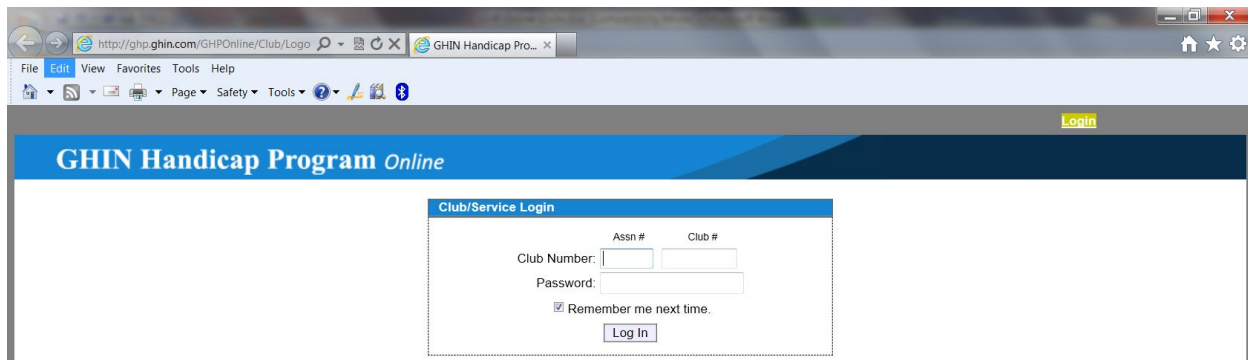 http://ghp.ghin.com/GHPOnline/Club/Logo
GHIN Handicap Pro...
File Edit View Favorites Tools Help
Page Safety Tools
Login
GHIN Handicap Program Online
Club/Service Login
Assn # Club #
Club Number:
Password:
Remember me next time.
Log In